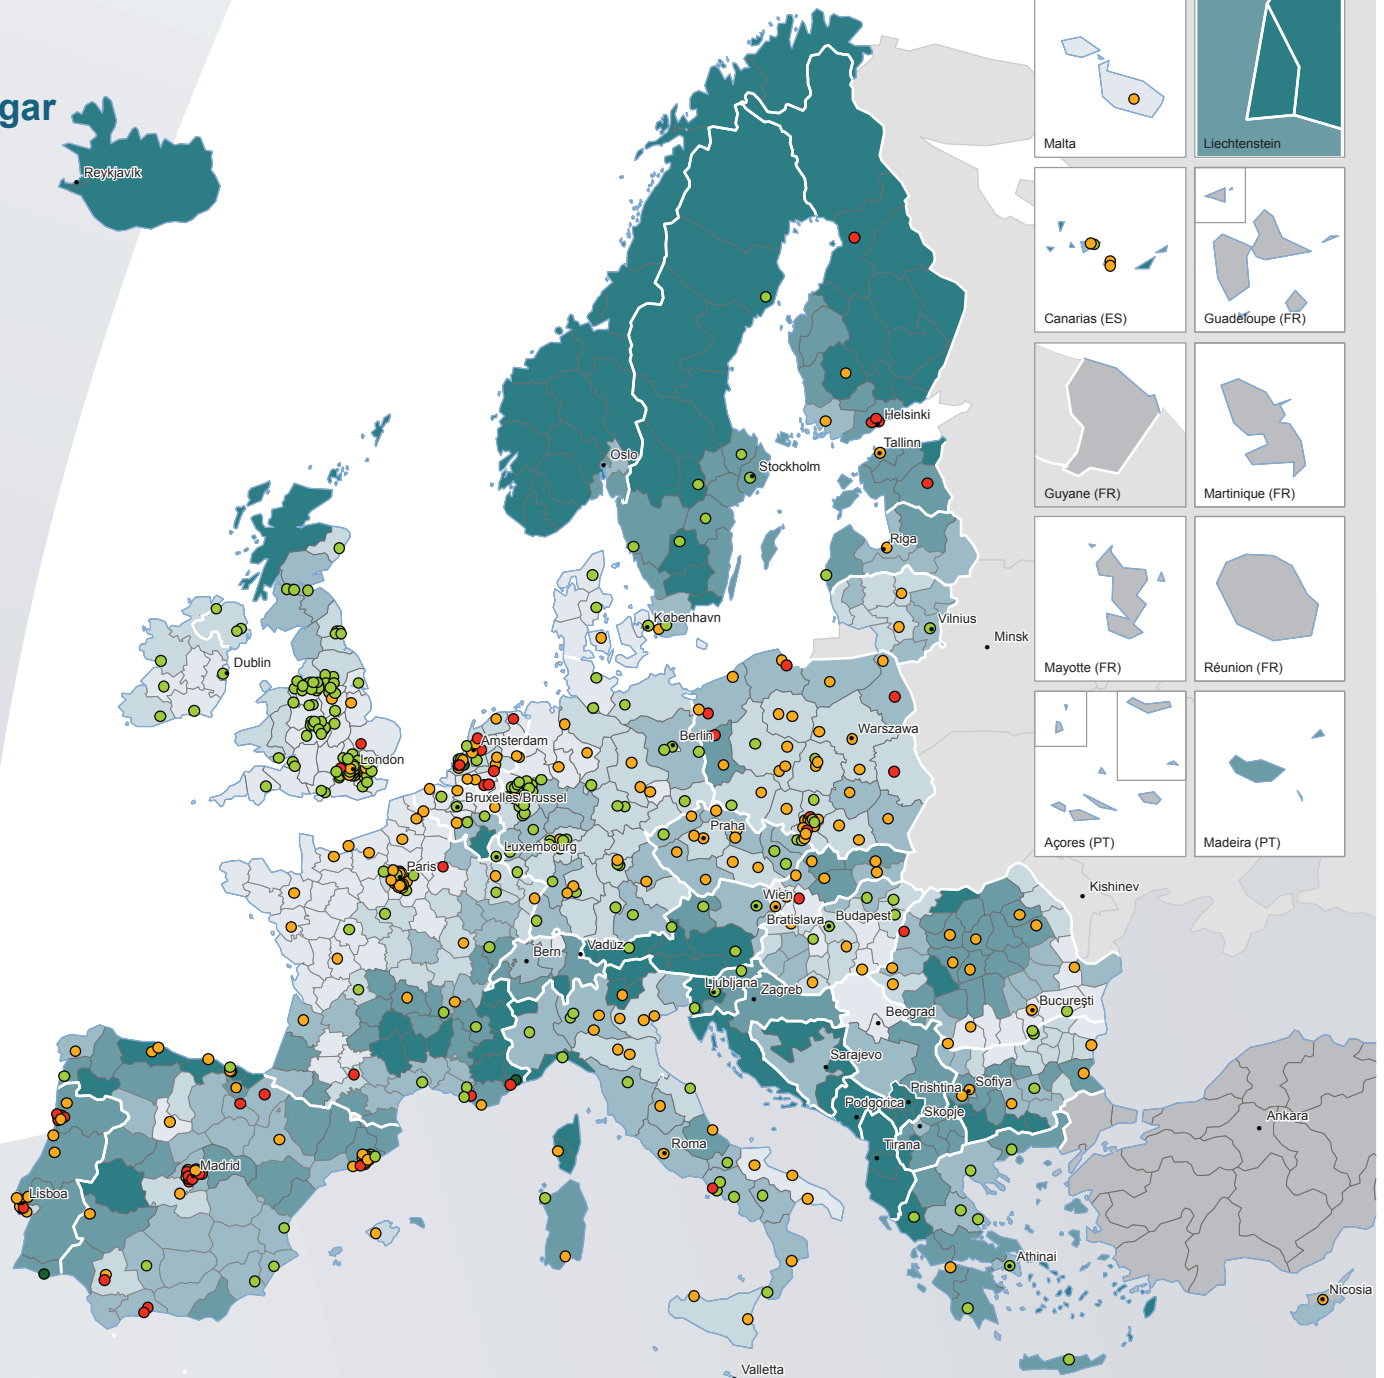 gar
Reykjavík
Malta
Liechtenstein
Canarias (ES)
Guadeloupe (FR)
Guyane (FR)
Martinique (FR)
Mayotte (FR)
Réunion (FR)
Açores (PT)
Madeira (PT)
Helsinki
Tallinn
Oslo
Stockholm
Riga
København
Vilnius
Minsk
Dublin
Warszawa
Berlin
Amsterdam
London
Bruxelles/Brussel
Praha
Luxembourg
Paris
Kishinev
Wien
Bratislava
Budapest
Bern
Vaduz
Ljubljana
Zagreb
Bucureşti
Beograd
Sarajevo
Prishtina
Sofiya
Podgorica
Skopje
Ankara
Roma
Tirana
Madrid
Lisboa
Athinai
Nicosia
Valletta